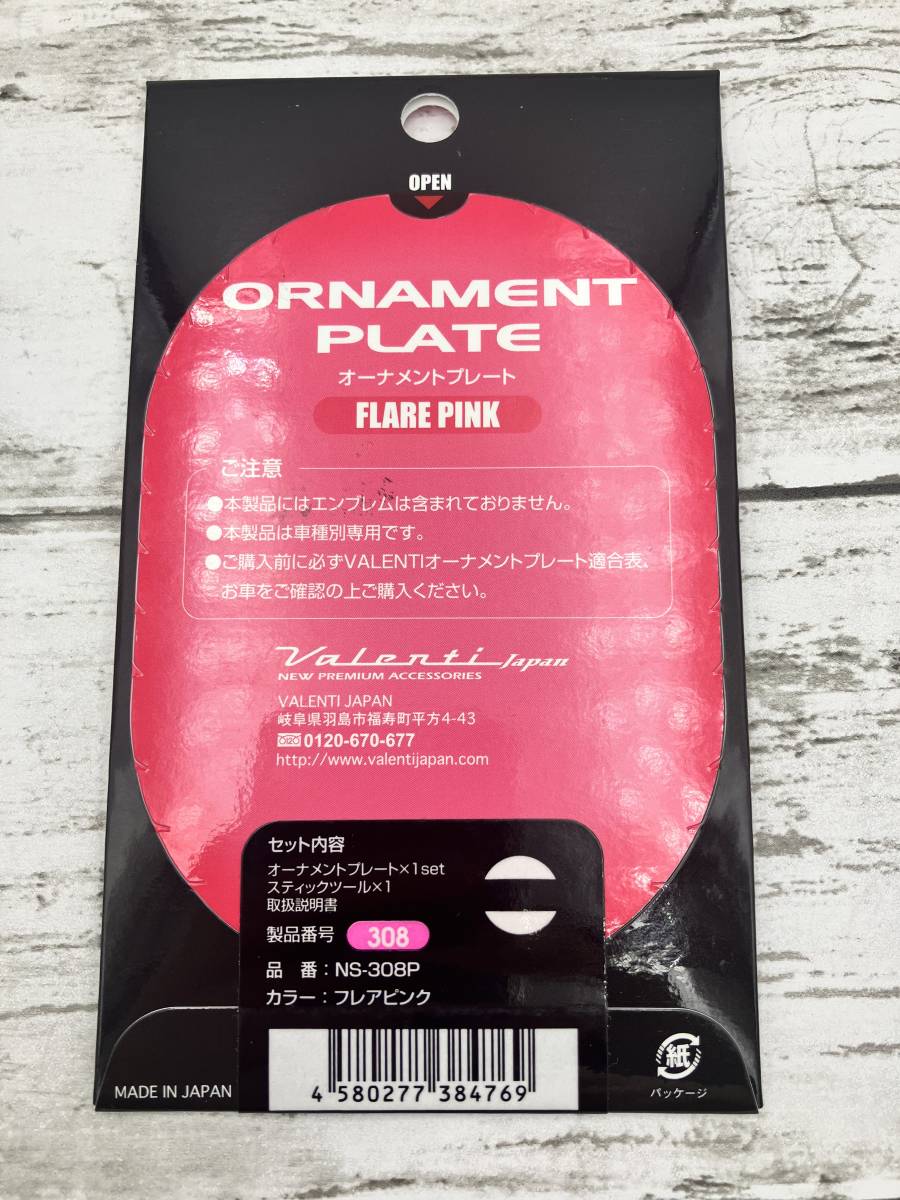 OPEN
ORNAMENT
PLATE
オーナメントプレート
FLARE PINK
ご注意
●本製品にはエンブレムは含まれておりません。
●本製品は車種別専用です。
●ご購入前に必ずVALENTIオーナメントプレート適合表、
お車をご確認の上ご購入ください。
Valenti Japan
NEW PREMIUM ACCESSORIES
VALENTI JAPAN
岐阜県羽島市福寿町平方4-43
0120-670-677
http://www.valentijapan.com
セット内容
オーナメントプレート×1set
スティックツール×1
取扱説明書
製品番号 308
品 番：NS-308P
カラー：フレアピンク
4 580277 384769
MADE IN JAPAN
紙
パッケージ